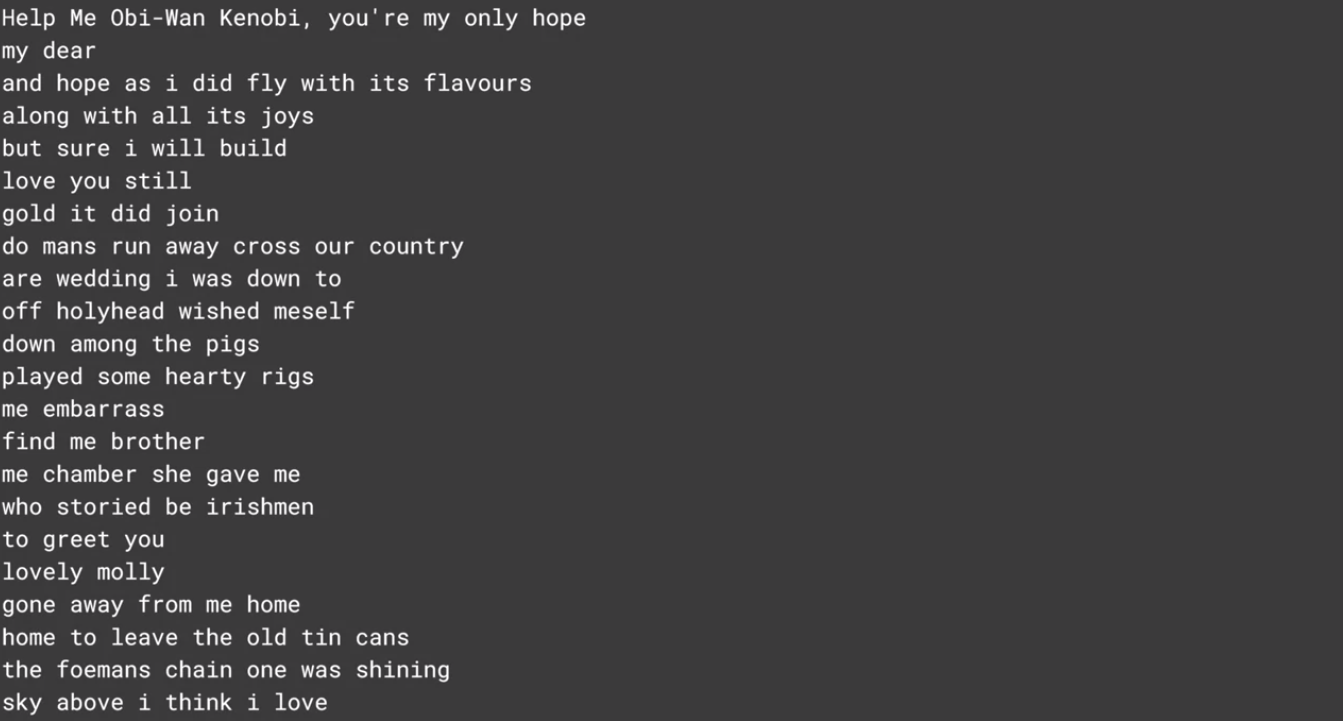 Help Me Obi-Wan Kenobi, you're my only hope
my dear
and hope as i did fly with its flavours
along with all its joys
but sure i will build
love you still
gold it did join
do mans run away cross our country
are wedding i was down to
off holyhead wished meself
down among the pigs
played some hearty rigs
me embarrass
find me brother
me chamber she gave me
who storied be irishmen
to greet you
lovely molly
gone away from me home
home to leave the old tin cans
the foemans chain one was shining
sky above i think i love